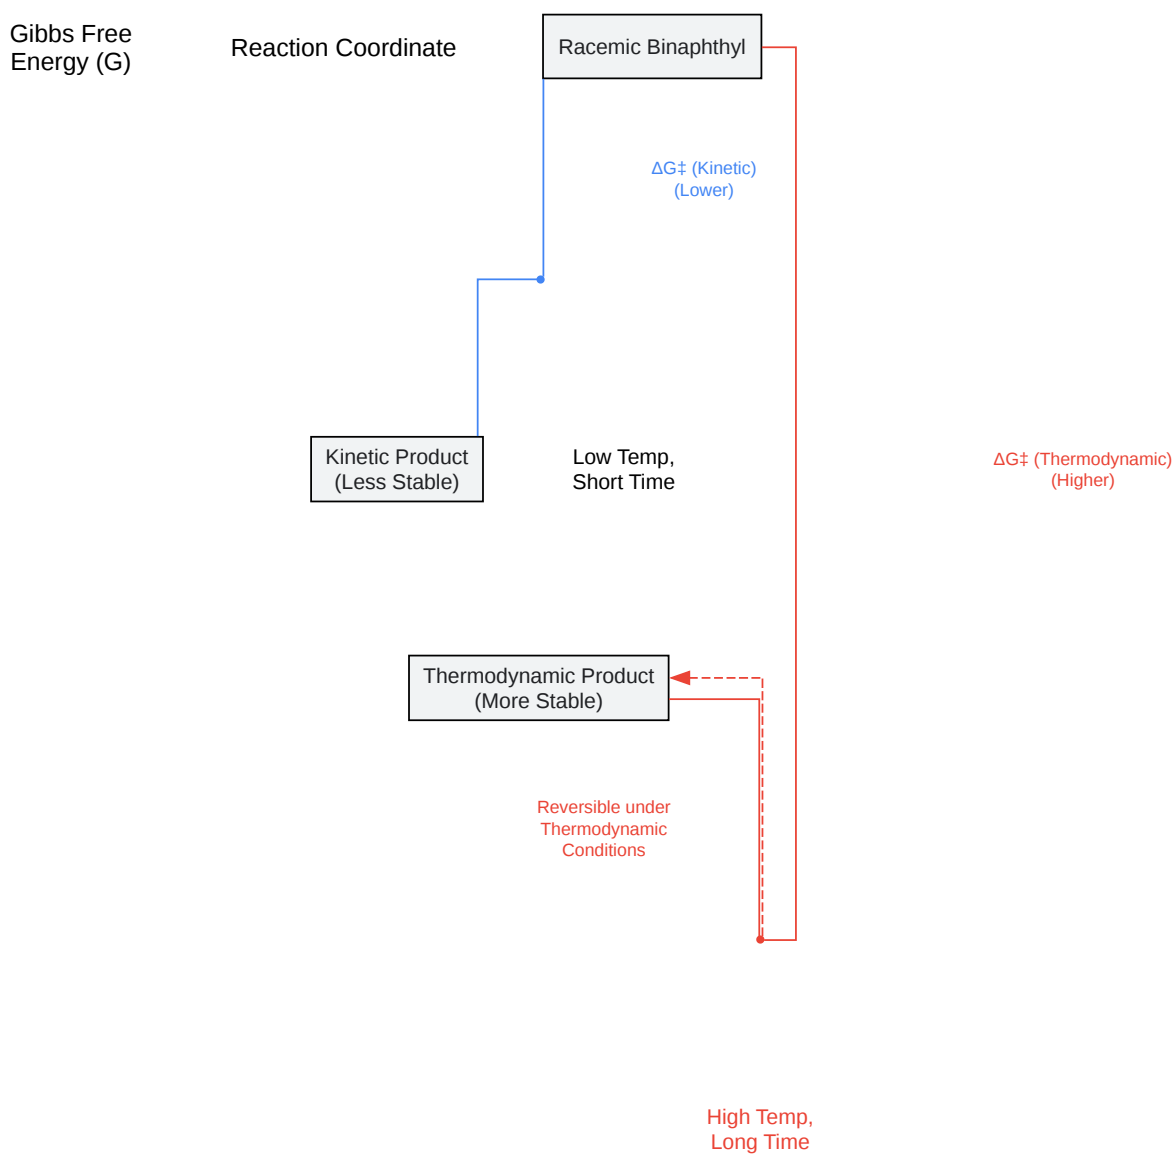 Gibbs Free
Energy (G)
Reaction Coordinate
Racemic Binaphthyl
ΔG‡ (Kinetic)
(Lower)
Kinetic Product
(Less Stable)
Low Temp,
Short Time
ΔG‡ (Thermodynamic)
(Higher)
Thermodynamic Product
(More Stable)
Reversible under
Thermodynamic
Conditions
High Temp,
Long Time